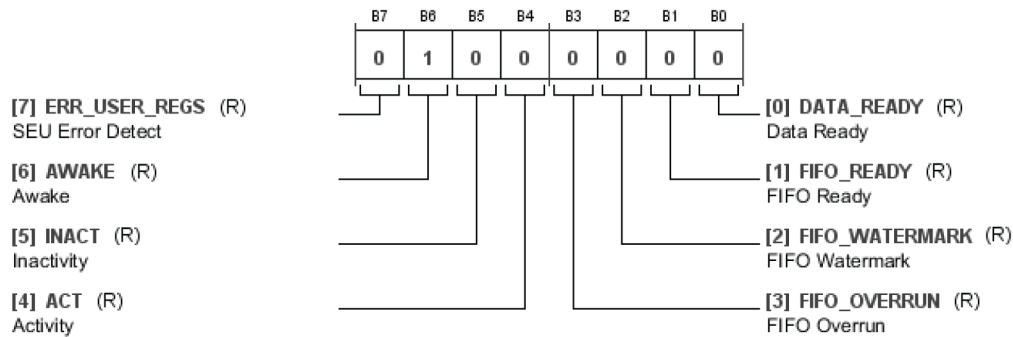 B7 B6 B5 B4 B3 B2 B1 B0
0 1 0 0 0 0 0 0
[7] ERR_USER_REGS (R)
SEU Error Detect
[6] AWAKE (R)
Awake
[5] INACT (R)
Inactivity
[4] ACT (R)
Activity
[0] DATA_READY (R)
Data Ready
[1] FIFO_READY (R)
FIFO Ready
[2] FIFO_WATERMARK (R)
FIFO Watermark
[3] FIFO_OVERRUN (R)
FIFO Overrun